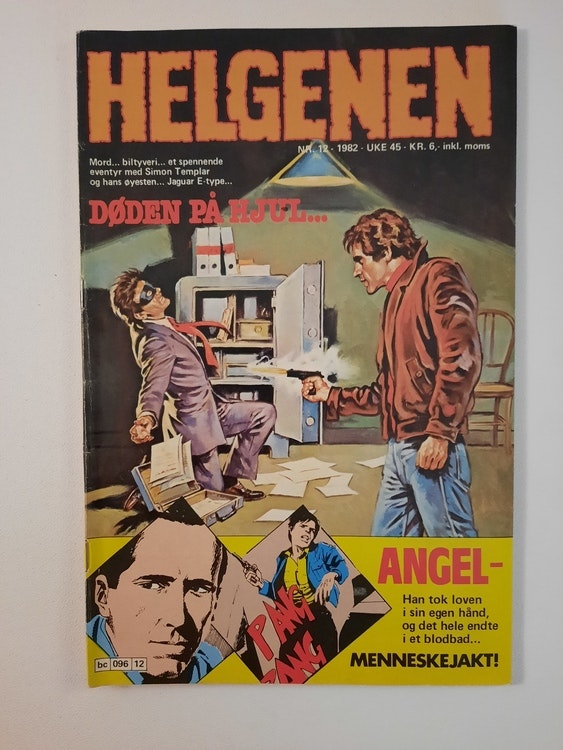 HELGENEN
NR. 12 · 1982 · UKE 45 · KR. 6,- inkl. moms
Mord... biltyveri... et spennende
eventyr med Simon Templar
og hans øyesten... Jaguar E-type...
DØDEN PÅ HJUL...
ANGEL-
Han tok loven
i sin egen hånd,
og det hele endte
i et blodbad...
MENNESKEJAKT!
PANG
PANG
bc 096 12